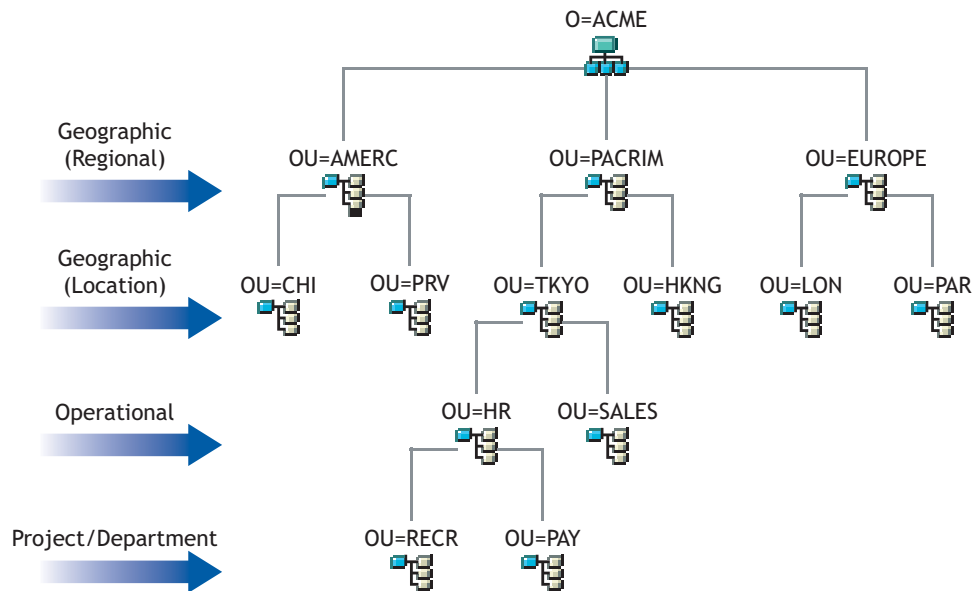 O=ACME
Geographic
(Regional)
OU=AMERC
OU=PACRIM
OU=EUROPE
Geographic
(Location)
OU=CHI
OU=PRV
OU=TKYO
OU=HKNG
OU=LON
OU=PAR
Operational
OU=HR
OU=SALES
Project/Department
OU=RECR
OU=PAY